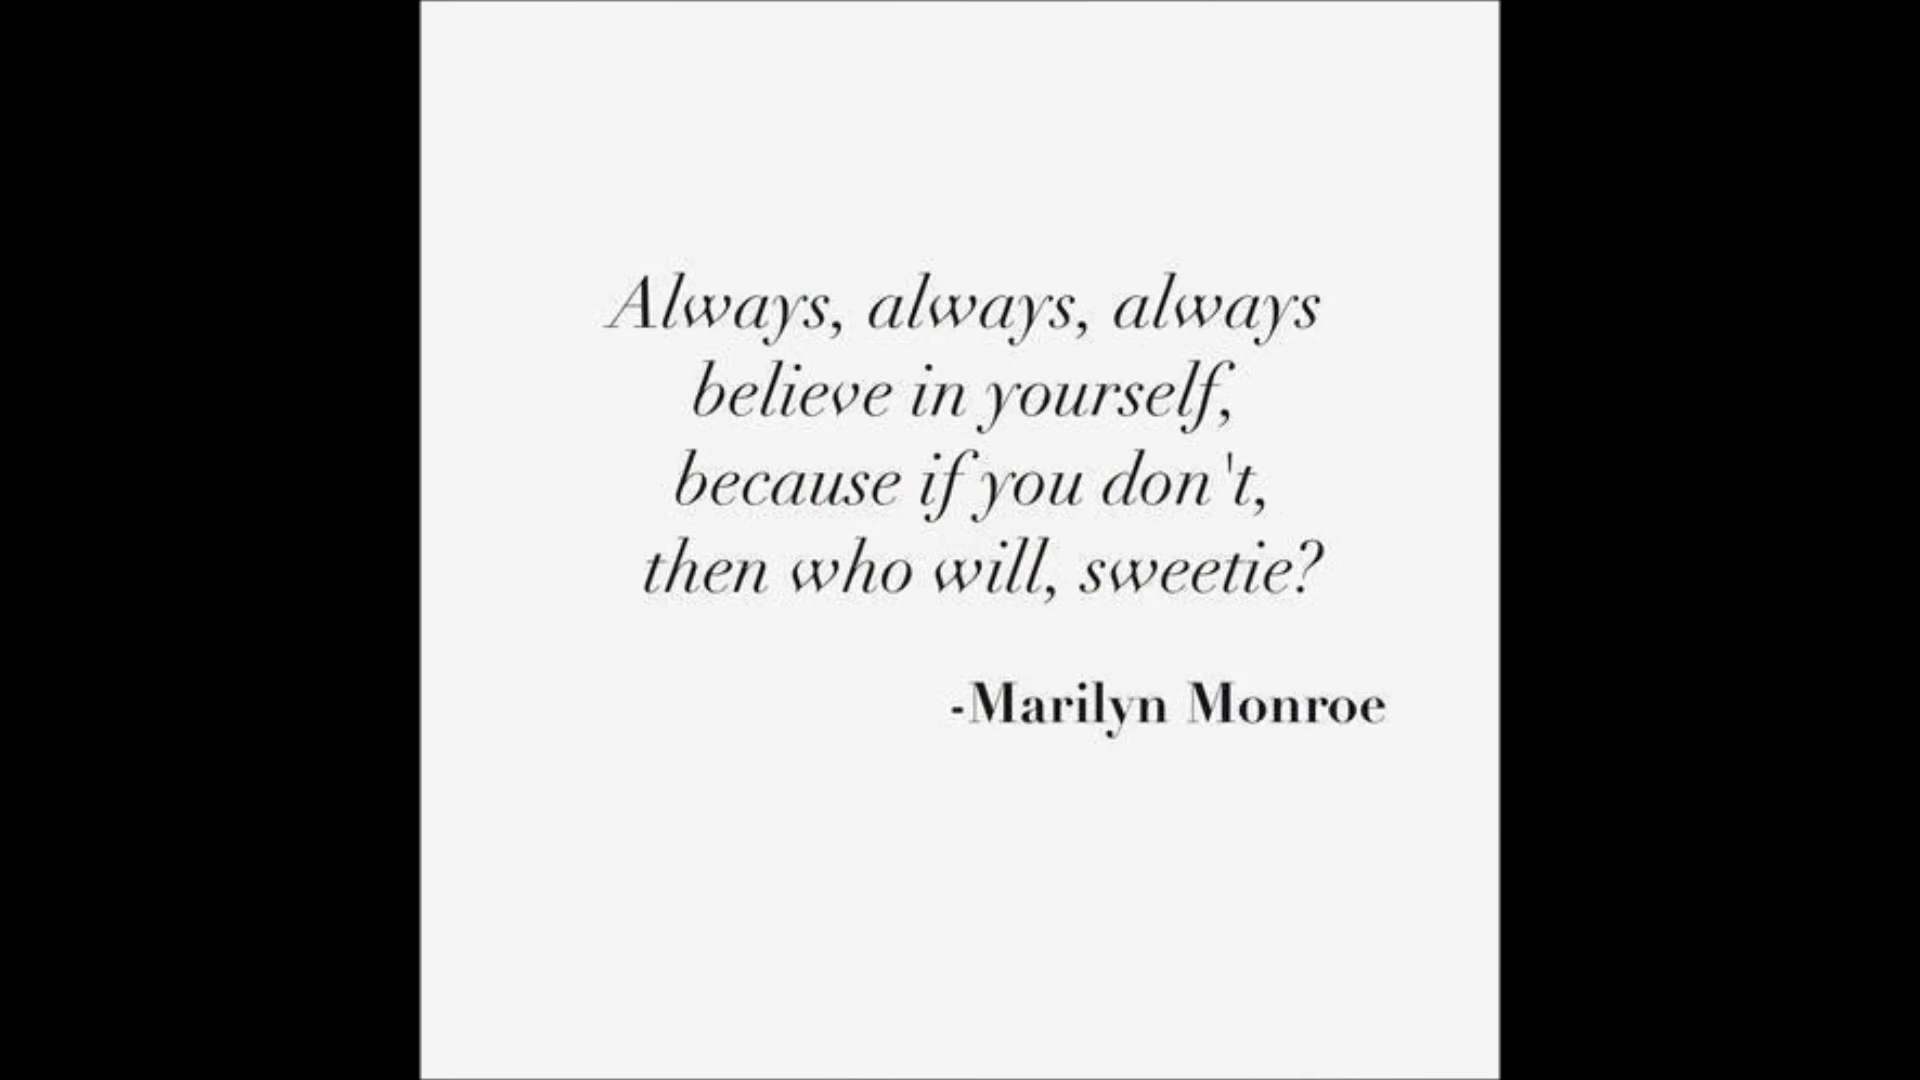 Always, always, always
believe in yourself,
because if you don't,
then who will, sweetie?
-Marilyn Monroe